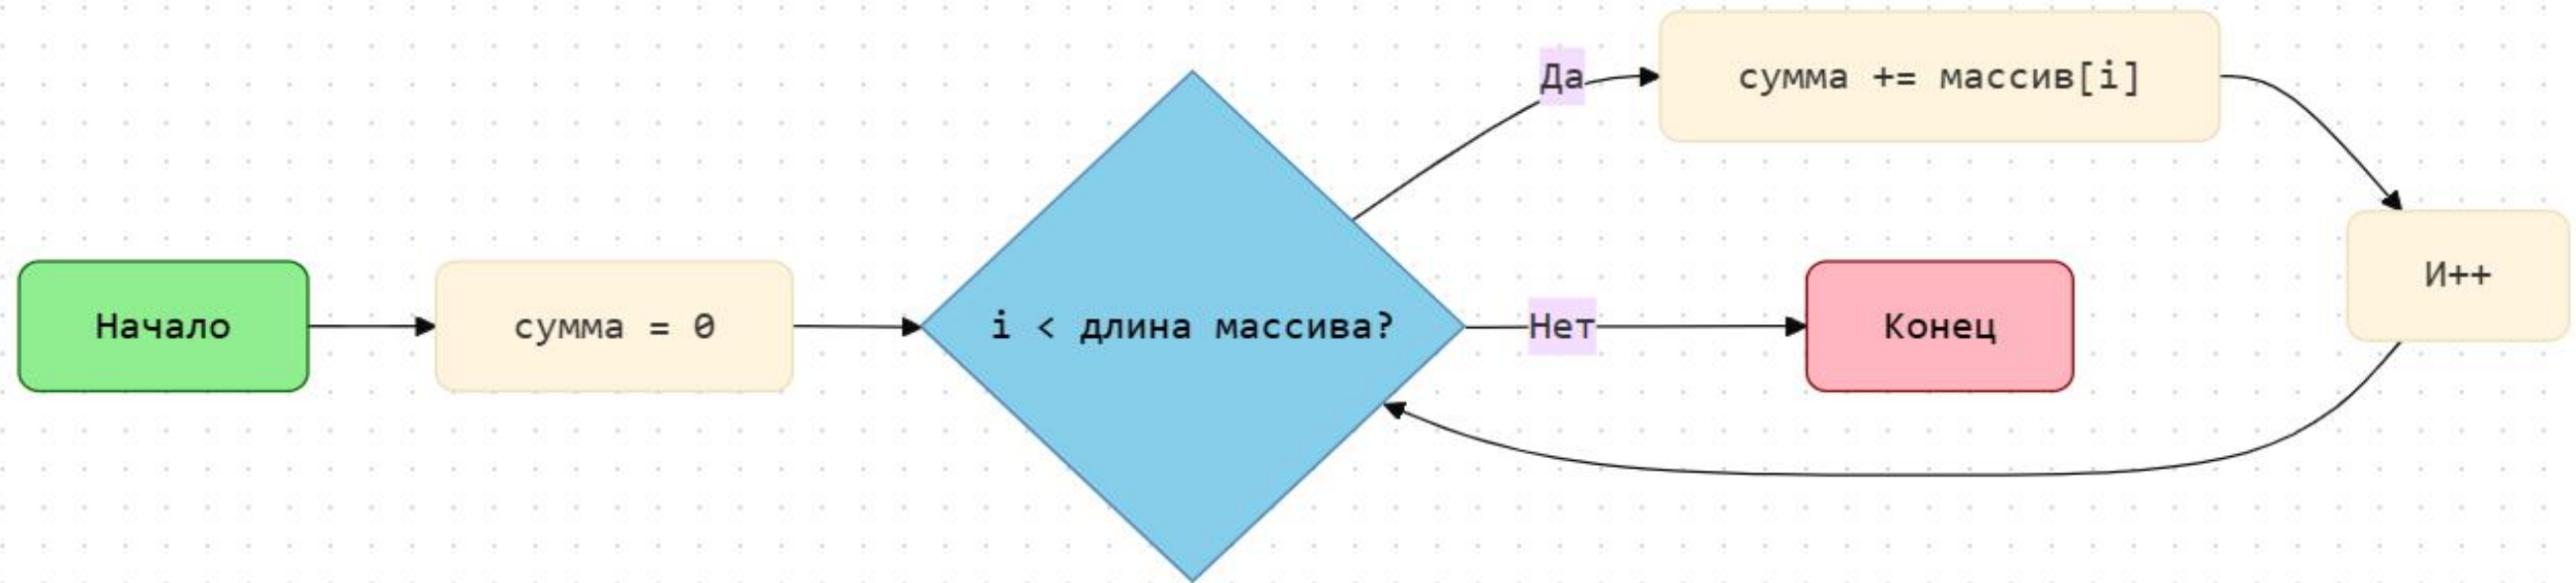 Начало
сумма = 0
i < длина массива?
Да
сумма += массив[i]
И++
Нет
Конец